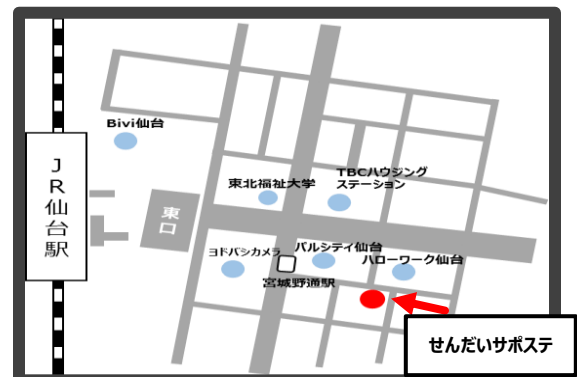 Bivi仙台
JR仙台駅
東口
東北福祉大学
TBCハウジング
ステーション
ヨドバシカメラ
パルシティ仙台
ハローワーク仙台
宮城野通駅
せんだいサポステ